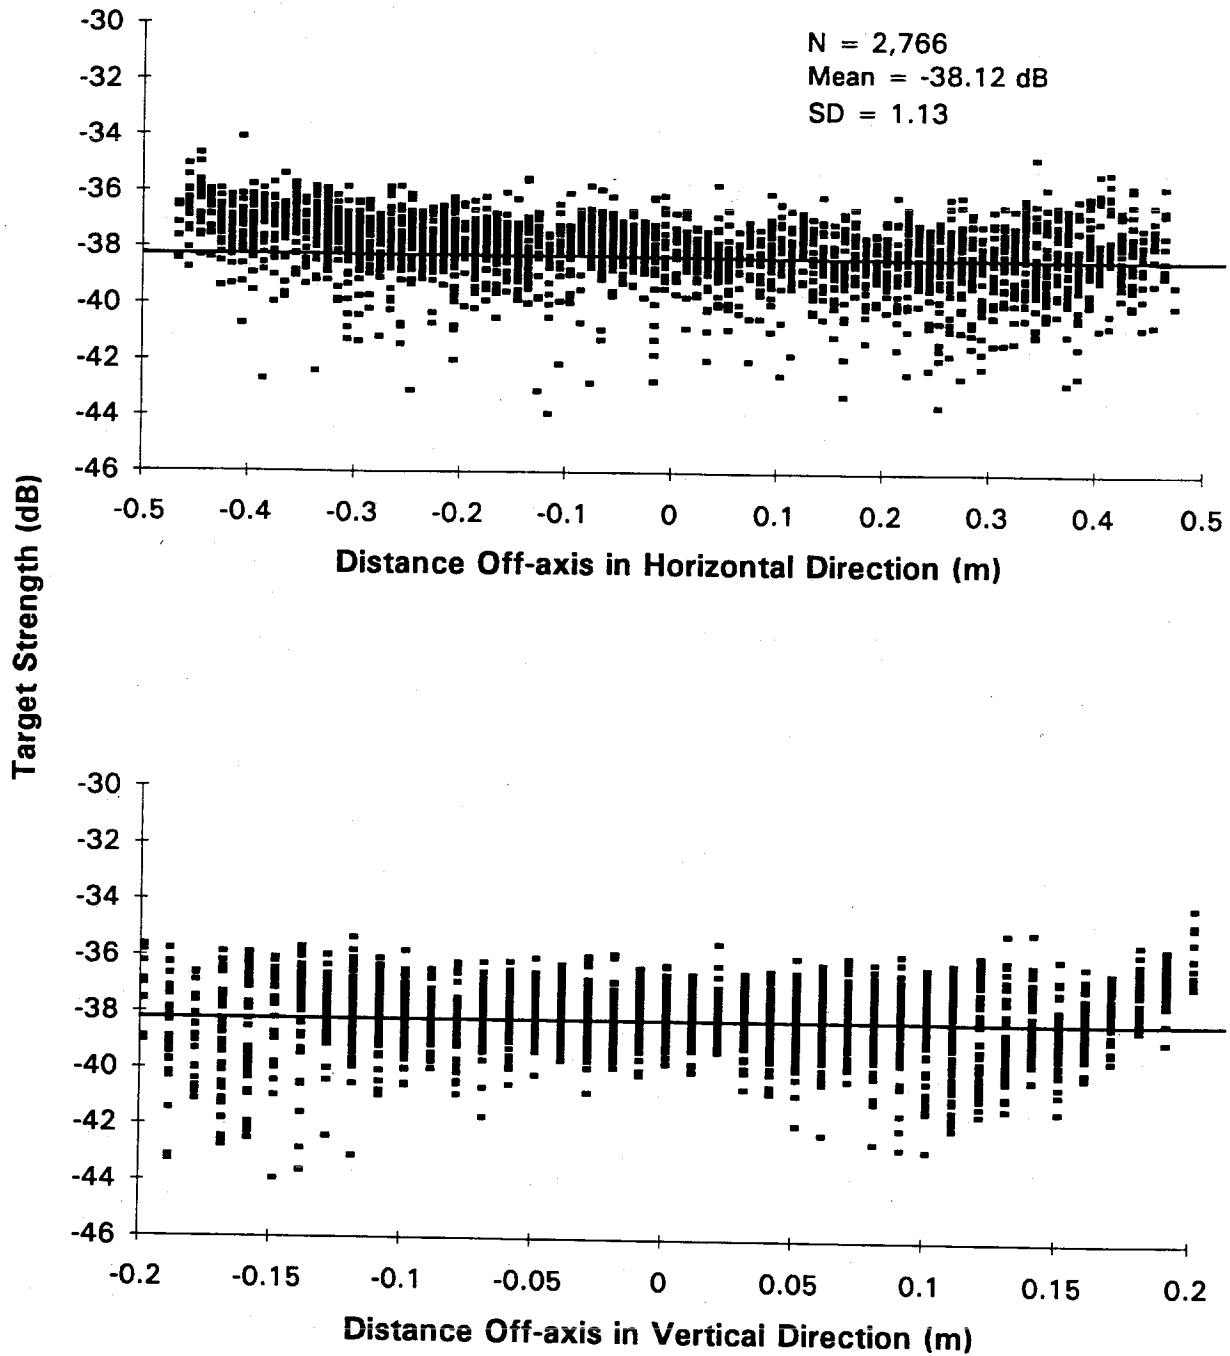 N = 2,766
Mean = -38.12 dB
SD = 1.13
-30
-32
-34
-36
-38
-40
-42
-44
-46
-0.5 -0.4 -0.3 -0.2 -0.1 0 0.1 0.2 0.3 0.4 0.5
Distance Off-axis in Horizontal Direction (m)
Target Strength (dB)
-30
-32
-34
-36
-38
-40
-42
-44
-46
-0.2 -0.15 -0.1 -0.05 0 0.05 0.1 0.15 0.2
Distance Off-axis in Vertical Direction (m)